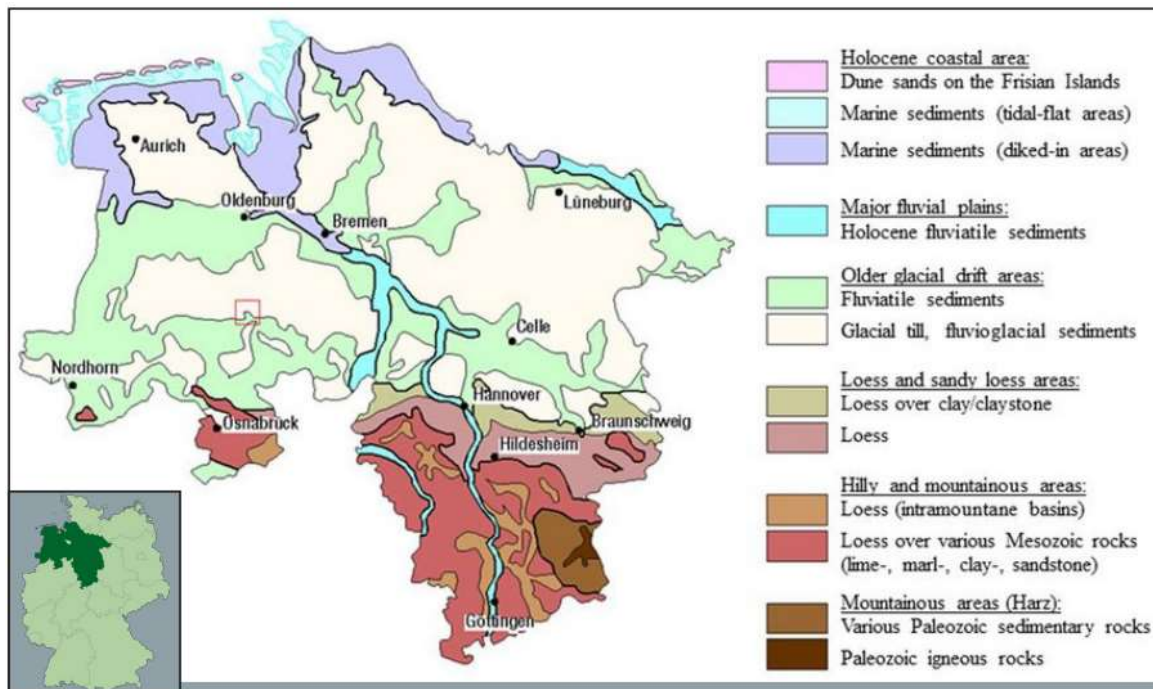 Holocene coastal area:
Dune sands on the Frisian Islands
Marine sediments (tidal-flat areas)
Marine sediments (diked-in areas)
Major fluvial plains:
Holocene fluviatile sediments
Older glacial drift areas:
Fluviatile sediments
Glacial till, fluvioglacial sediments
Loess and sandy loess areas:
Loess over clay/claystone
Loess
Hilly and mountainous areas:
Loess (intramountane basins)
Loess over various Mesozoic rocks
(lime-, marl-, clay-, sandstone)
Mountainous areas (Harz):
Various Paleozoic sedimentary rocks
Paleozoic igneous rocks
Aurich
Oldenburg
Bremen
Lüneburg
Celle
Nordhorn
Osnabrück
Hannover
Braunschweig
Hildesheim
Göttingen